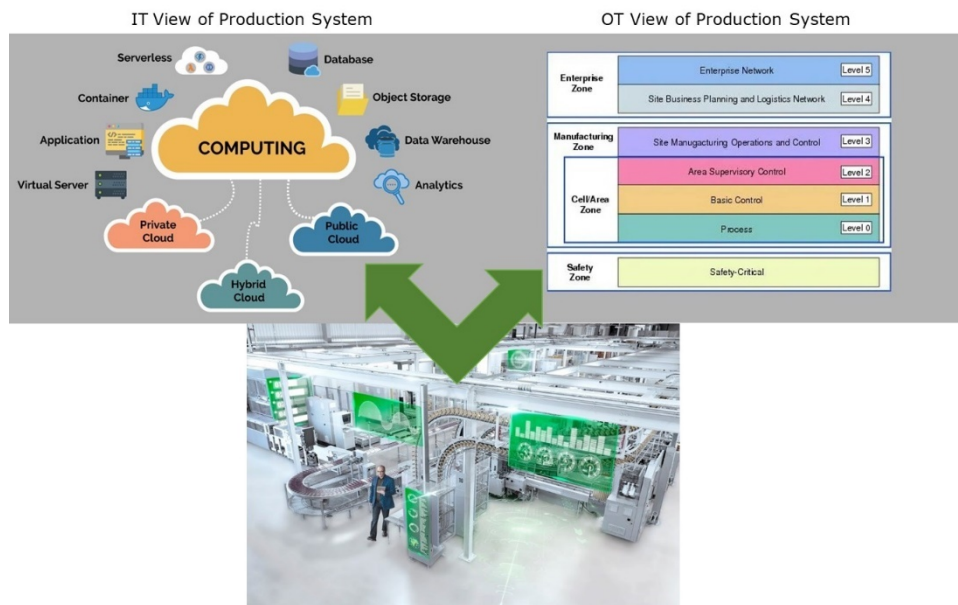 IT View of Production System
OT View of Production System
Serverless
Database
Container
Object Storage
Application
COMPUTING
Data Warehouse
Virtual Server
Analytics
Private
Cloud
Public
Cloud
Hybrid
Cloud
Enterprise
Zone
Enterprise Network
Level 5
Site Business Planning and Logistics Network
Level 4
Manufacturing
Zone
Site Manugacturing Operations and Control
Level 3
Cell/Area
Zone
Area Supervisory Control
Level 2
Basic Control
Level 1
Process
Level 0
Safety
Zone
Safety-Critical